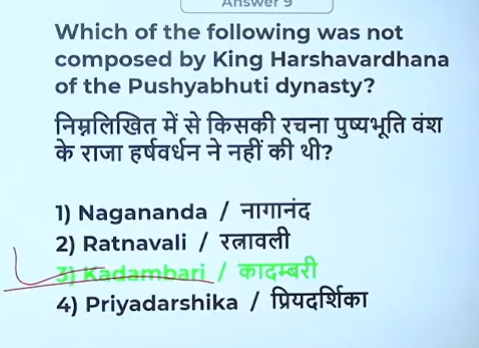 Answer 9
Which of the following was not
composed by King Harshavardhana
of the Pushyabhuti dynasty?
निम्नलिखित में से किसकी रचना पुष्यभूति वंश
के राजा हर्षवर्धन ने नहीं की थी?
1) Nagananda / नागानंद
2) Ratnavali / रत्नावली
3) Kadambari / कादम्बरी
4) Priyadarshika / प्रियदर्शिका